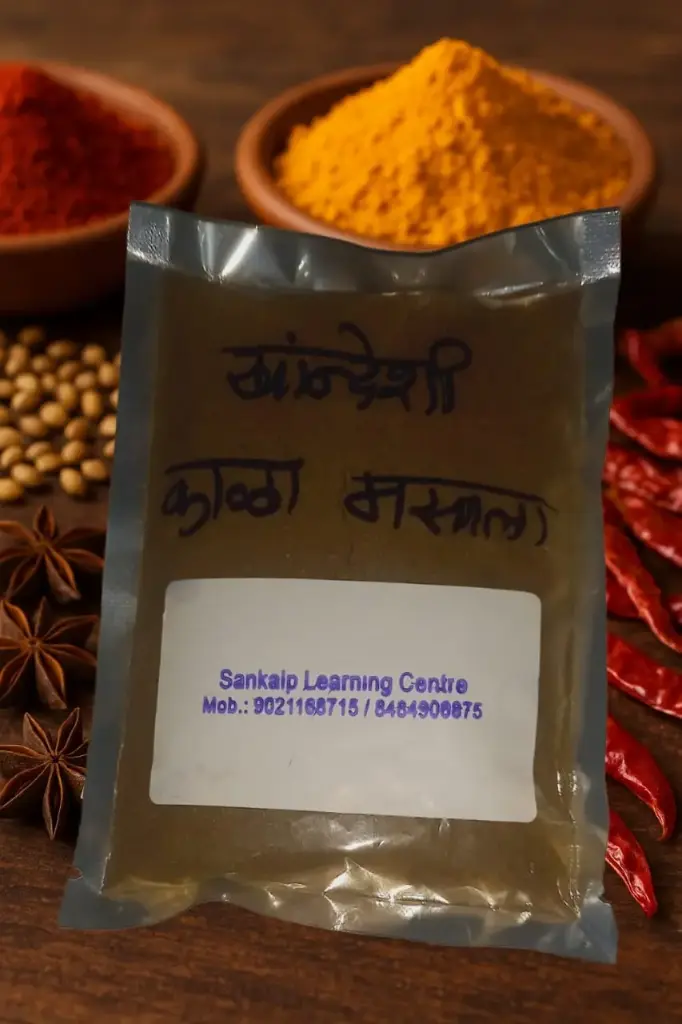 खांन्देशी
काळा मसाला
Sankalp Learning Centre
Mob.: 9021168715 / 8484906875